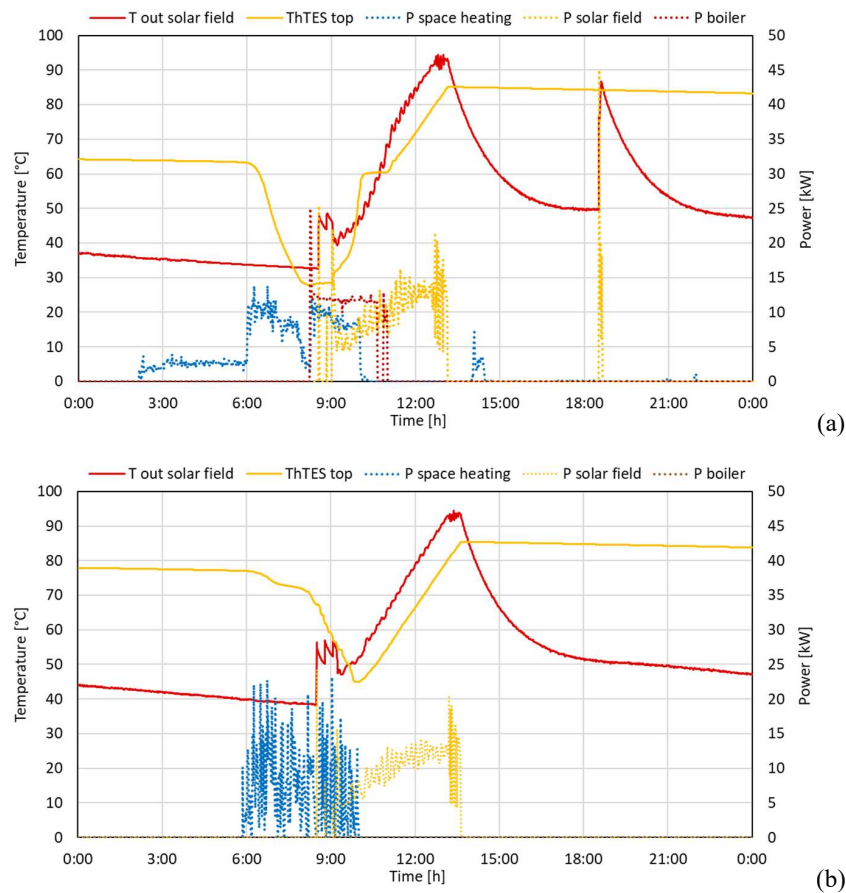 T out solar field ThTES top P space heating P solar field P boiler
100 50
90 45
80 40
70 35
60 30
50 25
40 20
30 15
20 10
10 5
0 0
Temperature [°C]
Power [kW]
0:00 3:00 6:00 9:00 12:00 15:00 18:00 21:00 0:00
Time [h]
(a)
T out solar field ThTES top P space heating P solar field P boiler
100 50
90 45
80 40
70 35
60 30
50 25
40 20
30 15
20 10
10 5
0 0
Temperature [°C]
Power [kW]
0:00 3:00 6:00 9:00 12:00 15:00 18:00 21:00 0:00
Time [h]
(b)